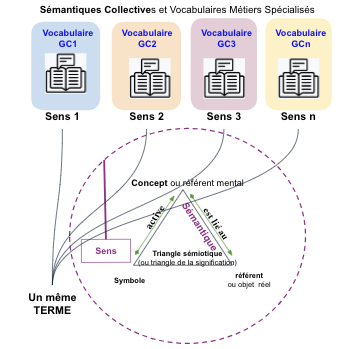 Sémantiques Collectives et Vocabulaires Métiers Spécialisés
Vocabulaire
GC1
Vocabulaire
GC2
Vocabulaire
GC3
Vocabulaire
GCn
Sens 1
Sens 2
Sens 3
Sens n
Concept ou référent mental
active
est lié au
Sémantique
Sens
Triangle sémiotique
(ou triangle de la signification)
Symbole
référent
ou objet réel
Un même
TERME